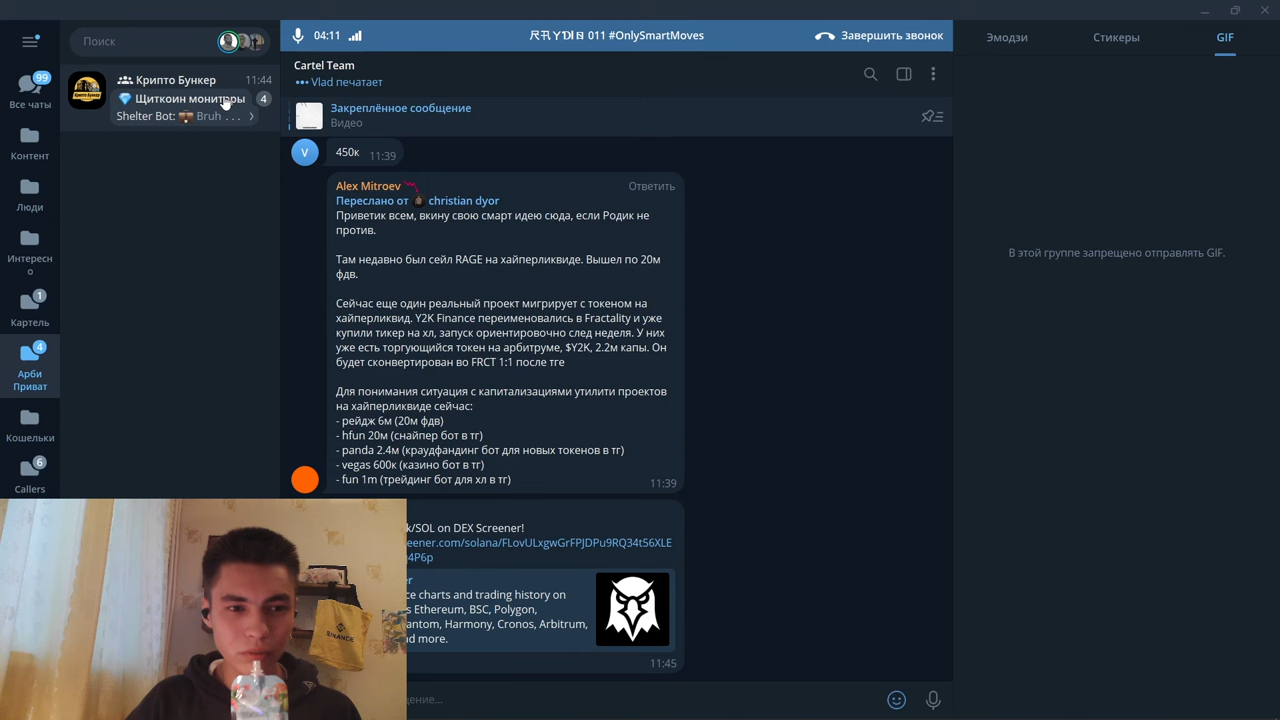 Поиск
99
Все чаты
Контент
Люди
Интересн
о
1
Картель
4
Арби
Приват
Кошельки
6
Callers
Крипто Бункер
11:44
Щиткоин мониторы
4
Shelter Bot: 💼 Bruh . . .
04:11
011 #OnlySmartMoves
Завершить звонок
Cartel Team
Vlad печатает
Закреплённое сообщение
Видео
V
450к
11:39
Alex Mitroev
Ответить
Переслано от christian dyor
Приветик всем, вкину свою смарт идею сюда, если Родик не
против.
Там недавно был сейл RAGE на хайперликвиде. Вышел по 20м
фдв.
Сейчас еще один реальный проект мигрирует с токеном на
хайперликвид. Y2K Finance переименовались в Fractality и уже
купили тикер на хл, запуск ориентировочно след неделя. У них
уже есть торгующийся токен на арбитруме, $Y2K, 2.2м капы. Он
будет сконвертирован во FRCT 1:1 после тге
Для понимания ситуация с капитализациями утилити проектов
на хайперликвиде сейчас:
- рейдж 6м (20м фдв)
- hfun 20м (снайпер бот в тг)
- panda 2.4м (краудфандинг бот для новых токенов в тг)
- vegas 600к (казино бот в тг)
- fun 1m (трейдинг бот для хл в тг)
11:39
k/SOL on DEX Screener!
eener.com/solana/FLovULxgwGrFPJDPu9RQ34t56XLE
4P6p
er
ce charts and trading history on
s Ethereum, BSC, Polygon,
antom, Harmony, Cronos, Arbitrum,
nd more.
11:45
щение...
Эмодзи
Стикеры
GIF
В этой группе запрещено отправлять GIF.
BINANCE